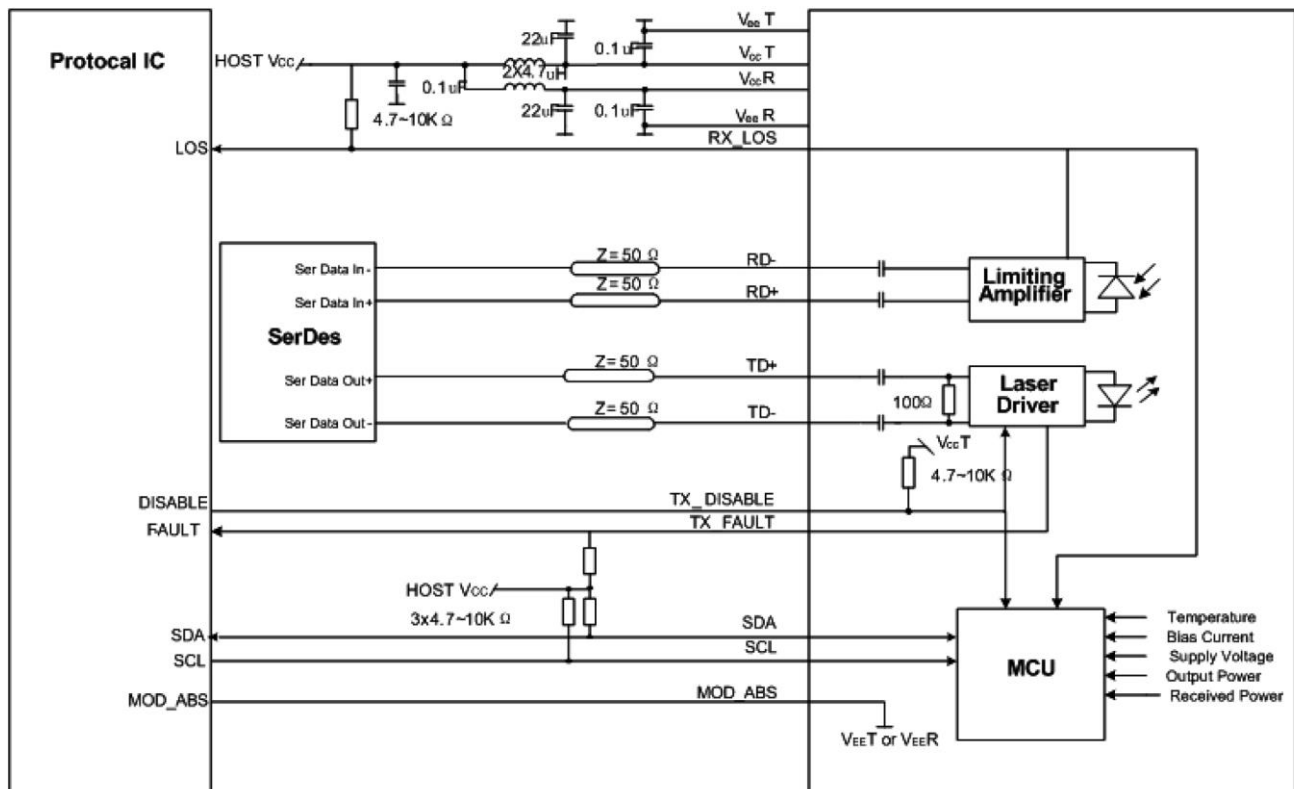 Protocal IC
HOST Vcc
22uF
0.1uF
Vee T
Vcc T
2X4.7uH
0.1uF
Vcc R
4.7~10K Ω
22uF
0.1uF
Vee R
LOS
RX_LOS
Z=50 Ω
RD-
Ser Data In-
Z=50 Ω
RD+
Ser Data In+
Limiting
Amplifier
SerDes
Z=50 Ω
TD+
Ser Data Out+
Z=50 Ω
TD-
Ser Data Out-
100Ω
Laser
Driver
VccT
4.7~10K Ω
DISABLE
TX_DISABLE
FAULT
TX_FAULT
HOST Vcc
3x4.7~10K Ω
SDA
SDA
SCL
SCL
MOD_ABS
MOD_ABS
VEET or VEER
MCU
Temperature
Bias Current
Supply Voltage
Output Power
Received Power